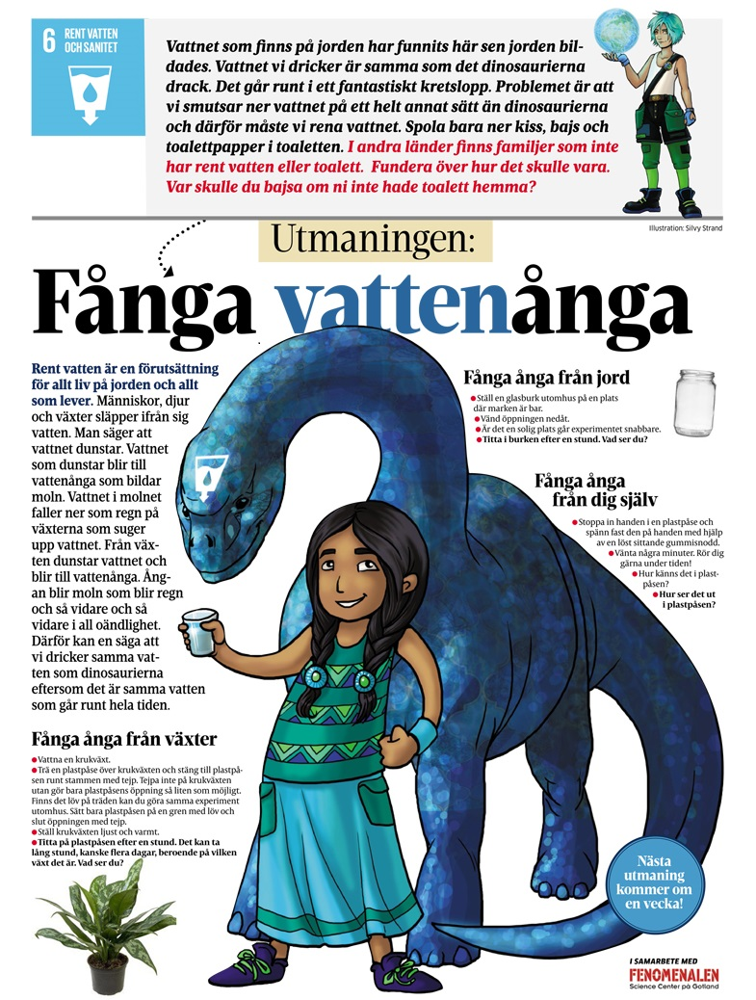 6 RENT VATTEN
OCH SANITET
Vattnet som finns på jorden har funnits här sen jorden bil-
dades. Vattnet vi dricker är samma som det dinosaurierna
drack. Det går runt i ett fantastiskt kretslopp. Problemet är att
vi smutsar ner vattnet på ett helt annat sätt än dinosaurierna
och därför måste vi rena vattnet. Spola bara ner kiss, bajs och
toalettpapper i toaletten. I andra länder finns familjer som inte
har rent vatten eller toalett. Fundera över hur det skulle vara.
Var skulle du bajsa om ni inte hade toalett hemma?
Illustration: Silvy Strand
Utmaningen:
Fånga vattenånga
Rent vatten är en förutsättning
för allt liv på jorden och allt
som lever. Människor, djur
och växter släpper ifrån sig
vatten. Man säger att
vattnet dunstar. Vattnet
som dunstar blir till
vattenånga som bildar
moln. Vattnet i molnet
faller ner som regn på
växterna som suger
upp vattnet. Från växt-
ten dunstar vattnet och
blir till vattenånga. Ång-
an blir moln som blir regn
och så vidare och så
vidare i all oändlighet.
Därför kan en säga att
vi dricker samma vat-
ten som dinosaurierna
eftersom det är samma vatten
som går runt hela tiden.
Fånga ånga från växter
●Vattna en krukväxt.
●Trä en plastpåse över krukväxten och stäng till plastpå-
sen runt stammen med tejp. Tejpa inte på krukväxten
utan gör bara plastpåsens öppning så liten som möjligt.
Finns det löv på träden kan du göra samma experiment
utomhus. Sätt bara plastpåsen på en gren med löv och
slut öppningen med tejp.
●Ställ krukväxten ljust och varmt.
●Titta på plastpåsen efter en stund. Det kan ta
lång stund, kanske flera dagar, beroende på vilken
växt det är. Vad ser du?
Fånga ånga från jord
●Ställ en glasburk utomhus på en plats
där marken är bar.
●Vänd öppningen nedåt.
●Är det en solig plats går experimentet snabbare.
●Titta i burken efter en stund. Vad ser du?
Fånga ånga
från dig själv
●Stoppa in handen i en plastpåse och
spänn fast den på handen med hjälp
av en löst sittande gummisnodd.
●Vänta några minuter. Rör dig
gärna under tiden!
●Hur känns det i plast-
påsen?
●Hur ser det ut
i plastpåsen?
Nästa
utmaning
kommer om
en vecka!
I SAMARBETE MED
FENOMENALEN
Science Center på Gotland